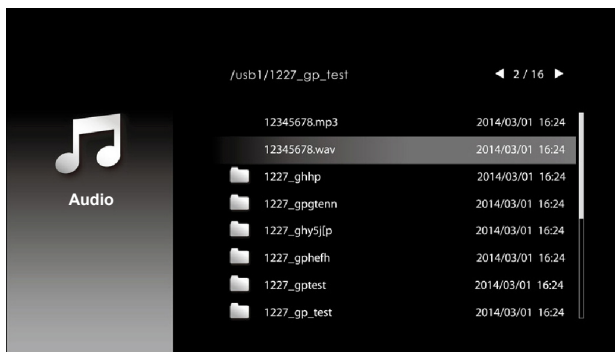 /usb1/1227_gp_test ◀ 2/16 ▶
12345678.mp3 2014/03/01 16:24
12345678.wav 2014/03/01 16:24
1227_ghhp 2014/03/01 16:24
Audio
1227_gpgtenn 2014/03/01 16:24
1227_ghy5j[p 2014/03/01 16:24
1227_gphefh 2014/03/01 16:24
1227_gptest 2014/03/01 16:24
1227_gp_test 2014/03/01 16:24